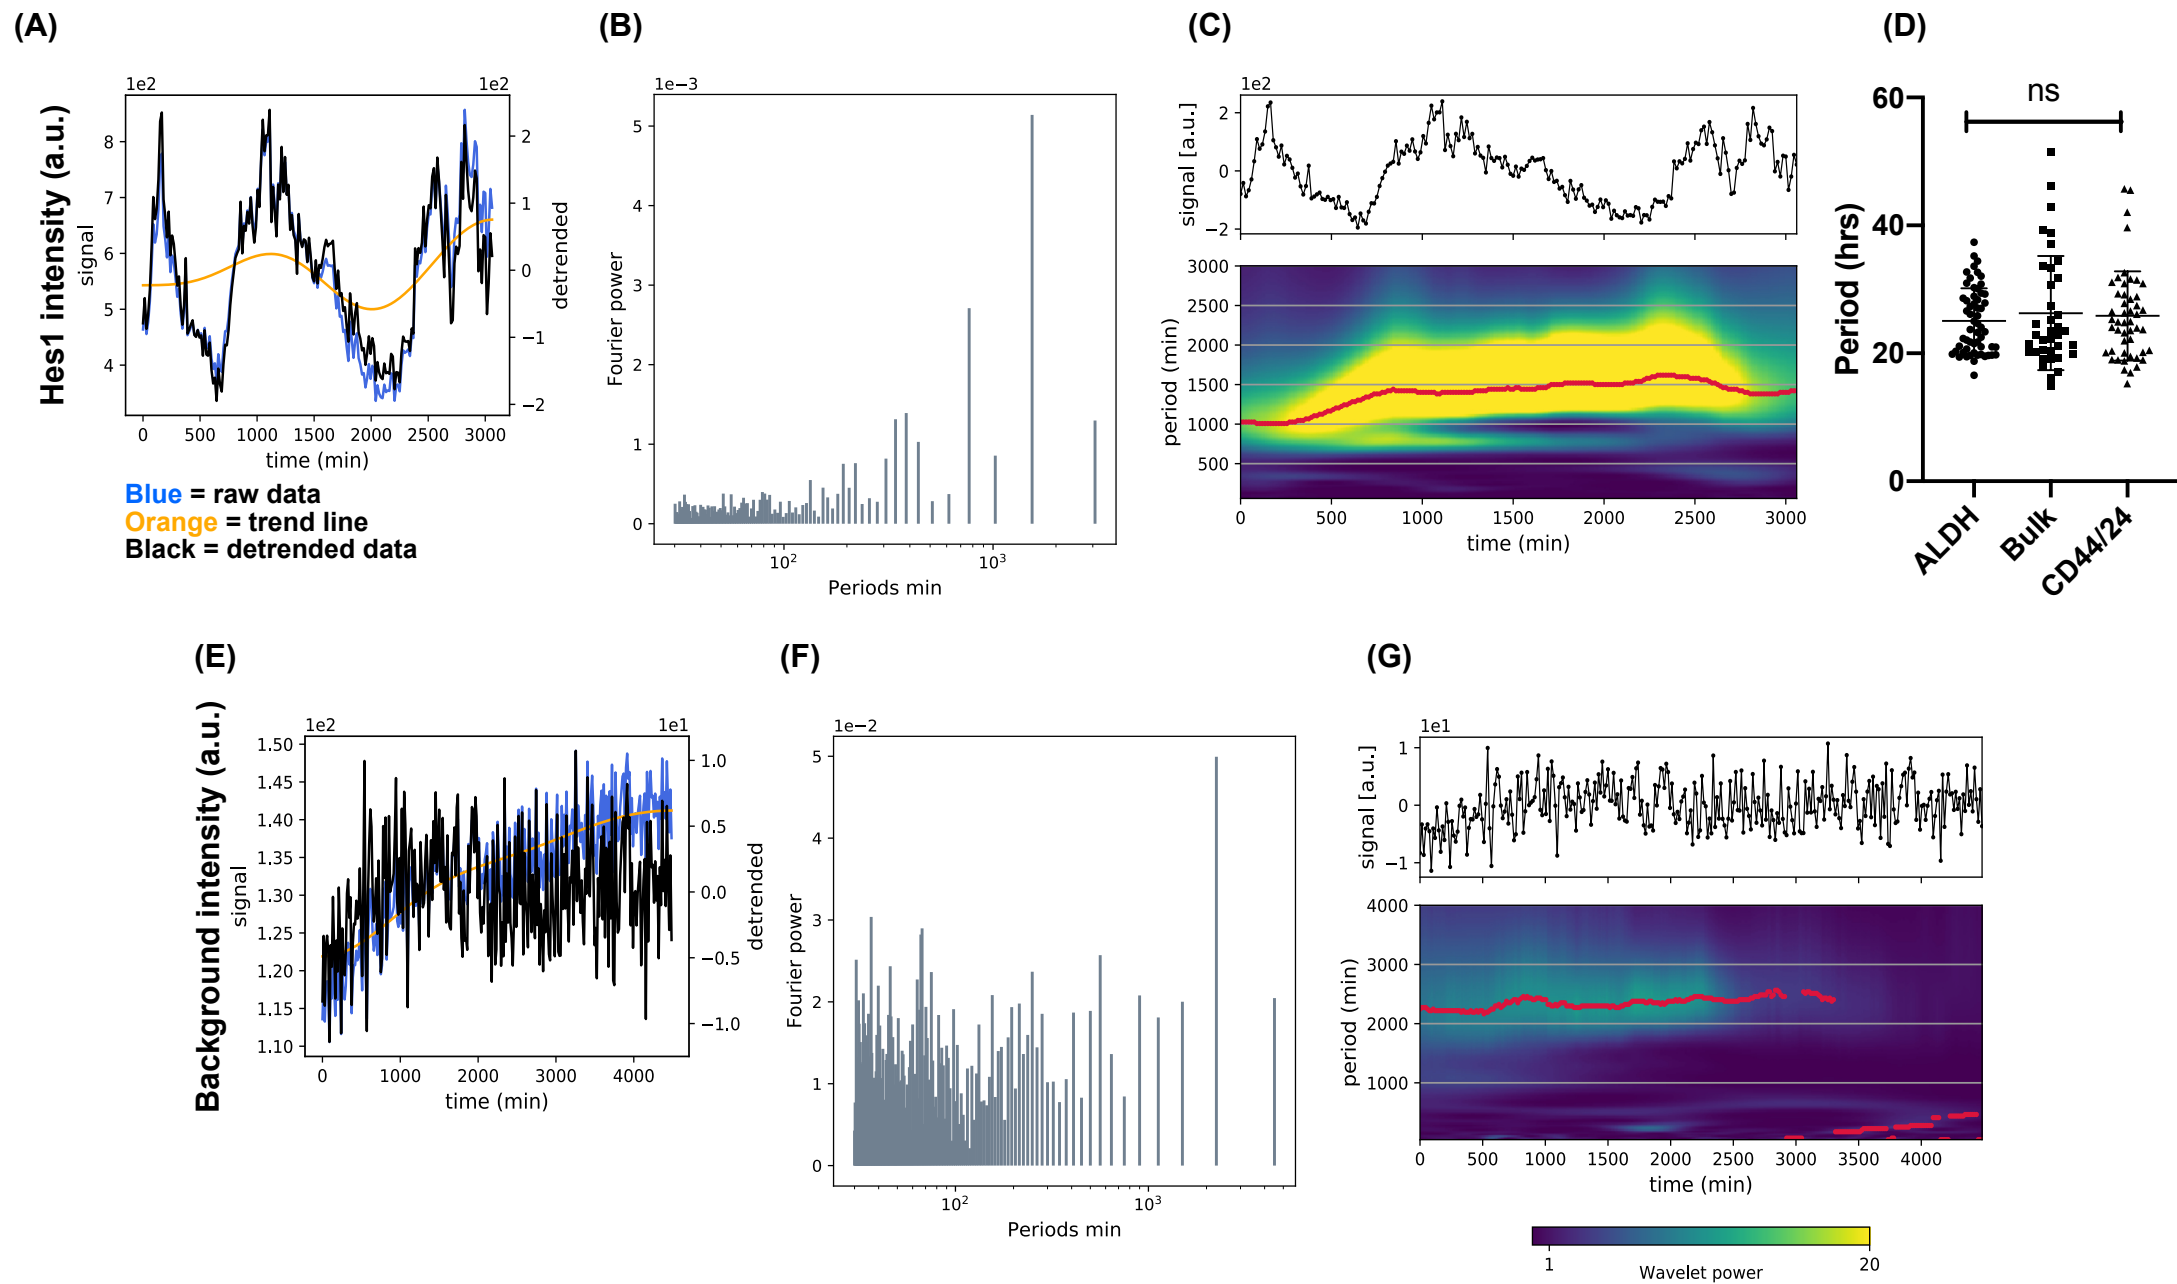 (A)
(B)
(C)
(D)
1e2
1e2
Hes1 intensity (a.u.)
signal
8
7
6
5
4
2
1
0
−1
−2
detrended
0 500 1000 1500 2000 2500 3000
time (min)
Blue = raw data
Orange = trend line
Black = detrended data
1e−3
Fourier power
5
4
3
2
1
0
10² 10³
Periods min
1e2
signal [a.u.]
2
0
−2
period (min)
3000
2500
2000
1500
1000
500
0 500 1000 1500 2000 2500 3000
time (min)
ns
Period (hrs)
60
40
20
0
ALDH
Bulk
CD44/24
(E)
(F)
(G)
1e2
1e1
Background intensity (a.u.)
signal
1.50
1.45
1.40
1.35
1.30
1.25
1.20
1.15
1.10
1.0
0.5
0.0
−0.5
−1.0
detrended
0 1000 2000 3000 4000
time (min)
1e−2
Fourier power
5
4
3
2
1
0
10² 10³
Periods min
1e1
signal [a.u.]
1
0
−1
period (min)
4000
3000
2000
1000
0 500 1000 1500 2000 2500 3000 3500 4000
time (min)
1 20
Wavelet power